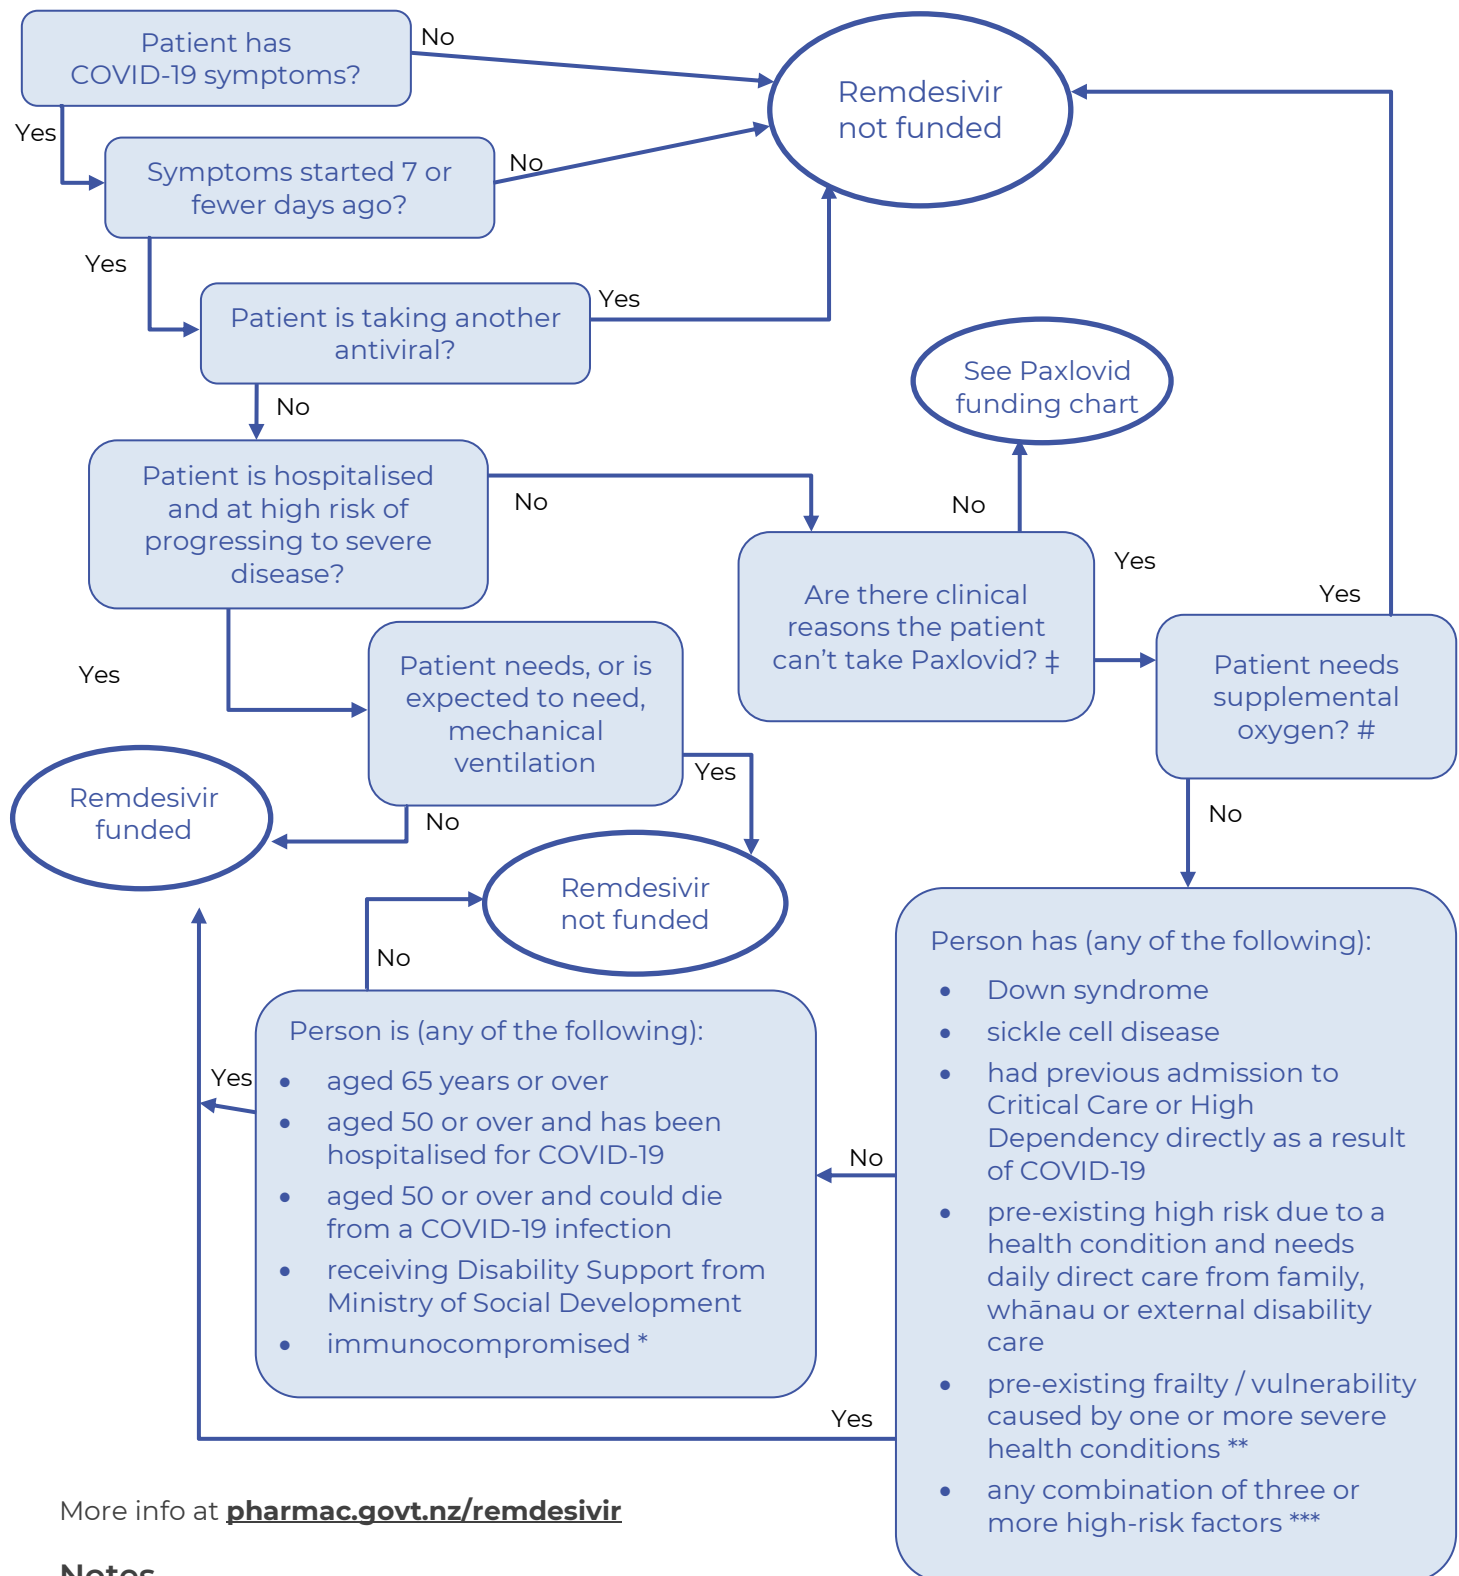 Patient has
COVID-19 symptoms?
No
Remdesivir
not funded
Yes
Symptoms started 7 or
fewer days ago?
No
Yes
Patient is taking another
antiviral?
Yes
No
See Paxlovid
funding chart
Patient is hospitalised
and at high risk of
progressing to severe
disease?
No
No
Are there clinical
reasons the patient
can't take Paxlovid? ‡
Yes
Yes
Patient needs
supplemental
oxygen? #
Yes
Patient needs, or is
expected to need,
mechanical
ventilation
Yes
No
Remdesivir
funded
Remdesivir
not funded
No
No
Person has (any of the following):
• Down syndrome
• sickle cell disease
• had previous admission to
Critical Care or High
Dependency directly as a result
of COVID-19
• pre-existing high risk due to a
health condition and needs
daily direct care from family,
whānau or external disability
care
• pre-existing frailty / vulnerability
caused by one or more severe
health conditions **
• any combination of three or
more high-risk factors ***
No
Person is (any of the following):
• aged 65 years or over
• aged 50 or over and has been
hospitalised for COVID-19
• aged 50 or over and could die
from a COVID-19 infection
• receiving Disability Support from
Ministry of Social Development
• immunocompromised *
Yes
Yes
More info at pharmac.govt.nz/remdesivir
Notes